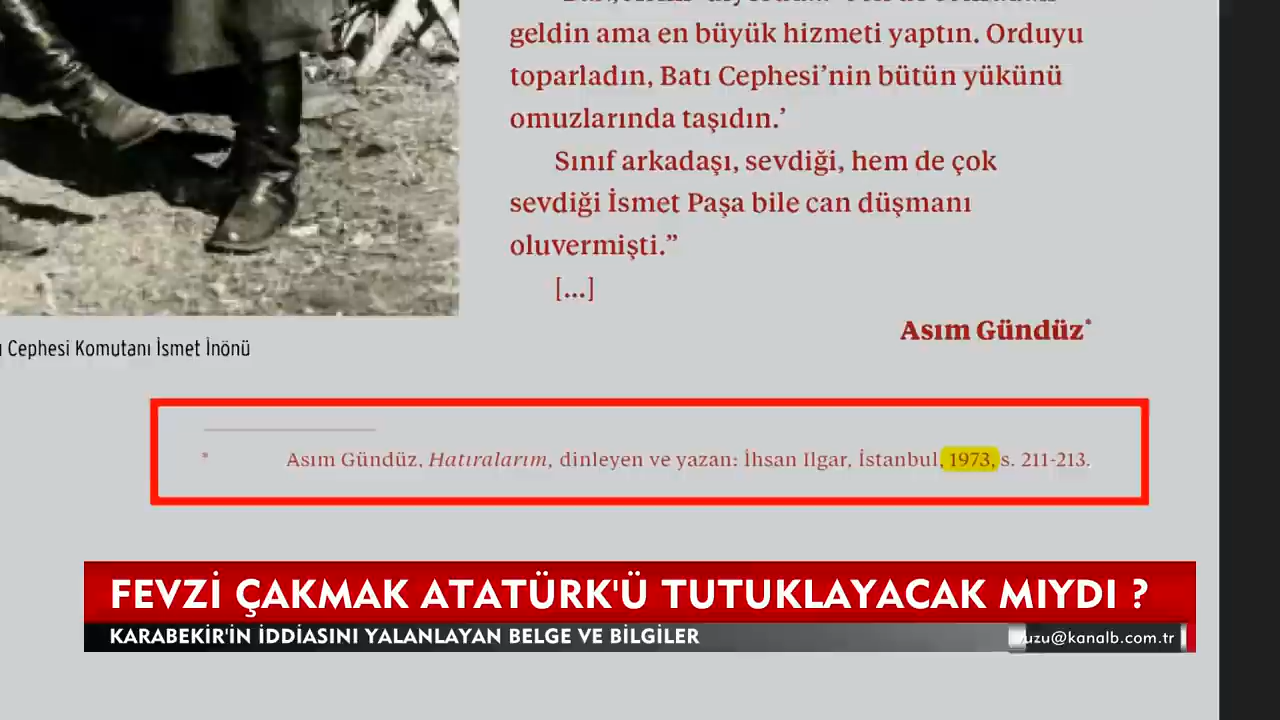 geldin ama en büyük hizmeti yaptın. Orduyu
toparladın, Batı Cephesi’nin bütün yükünü
omuzlarında taşıdın.’
Sınıf arkadaşı, sevdiği, hem de çok
sevdiği İsmet Paşa bile can düşmanı
oluvermişti.”
[...]
Asım Gündüz*
Cephesi Komutanı İsmet İnönü
* Asım Gündüz, Hatıralarım, dinleyen ve yazan: İhsan Ilgar, İstanbul, 1973, s. 211-213.
FEVZİ ÇAKMAK ATATÜRK'Ü TUTUKLAYACAK MIYDI ?
KARABEKİR'İN İDDİASINI YALANLAYAN BELGE VE BİLGİLER
uzu@kanalb.com.tr